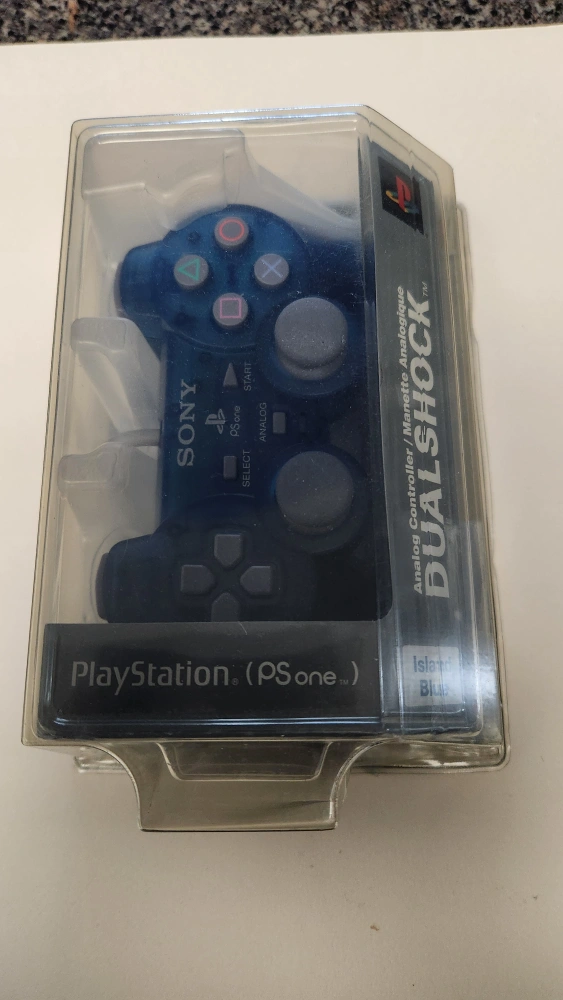 SONY
PS one
START
ANALOG
SELECT
Analog Controller / Manette Analogique
DUALSHOCK™
PlayStation® (PS one™)
Island
Blue